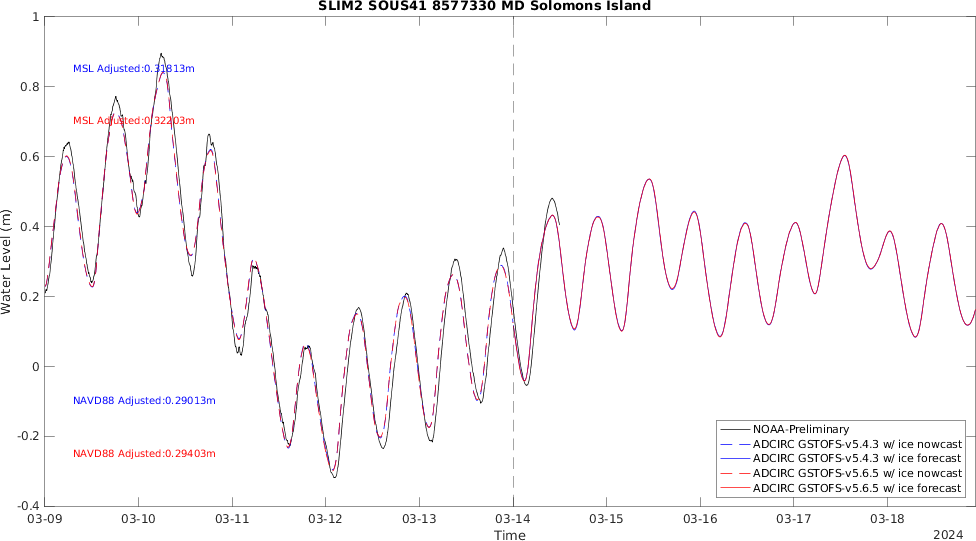 SLIM2 SOUS41 8577330 MD Solomons Island
1
0.8
0.6
0.4
0.2
0
-0.2
-0.4
Water Level (m)
MSL Adjusted:0.31813m
MSL Adjusted:0.32203m
NAVD88 Adjusted:0.29013m
NAVD88 Adjusted:0.29403m
NOAA-Preliminary
ADCIRC GSTOFS-v5.4.3 w/ ice nowcast
ADCIRC GSTOFS-v5.4.3 w/ ice forecast
ADCIRC GSTOFS-v5.6.5 w/ ice nowcast
ADCIRC GSTOFS-v5.6.5 w/ ice forecast
03-09 03-10 03-11 03-12 03-13 03-14 03-15 03-16 03-17 03-18
Time
2024